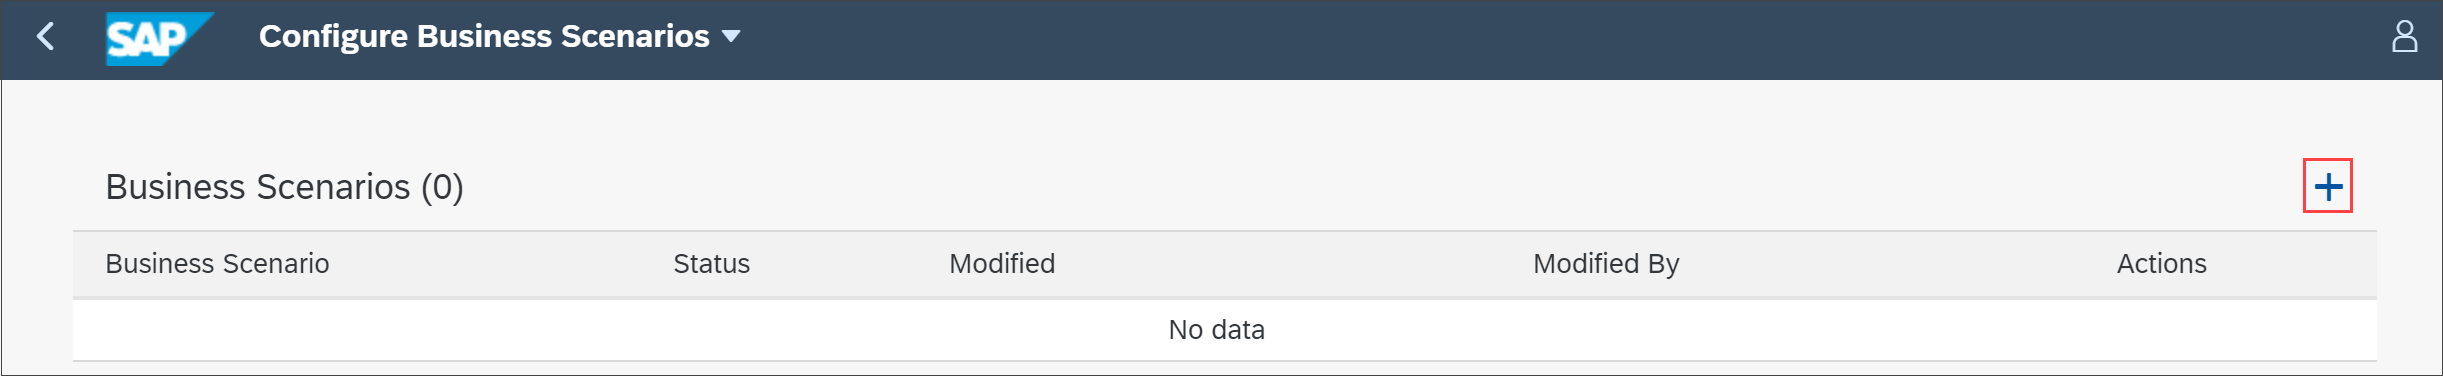 SAP Configure Business Scenarios
Business Scenarios (0)
Business Scenario Status Modified Modified By Actions
No data